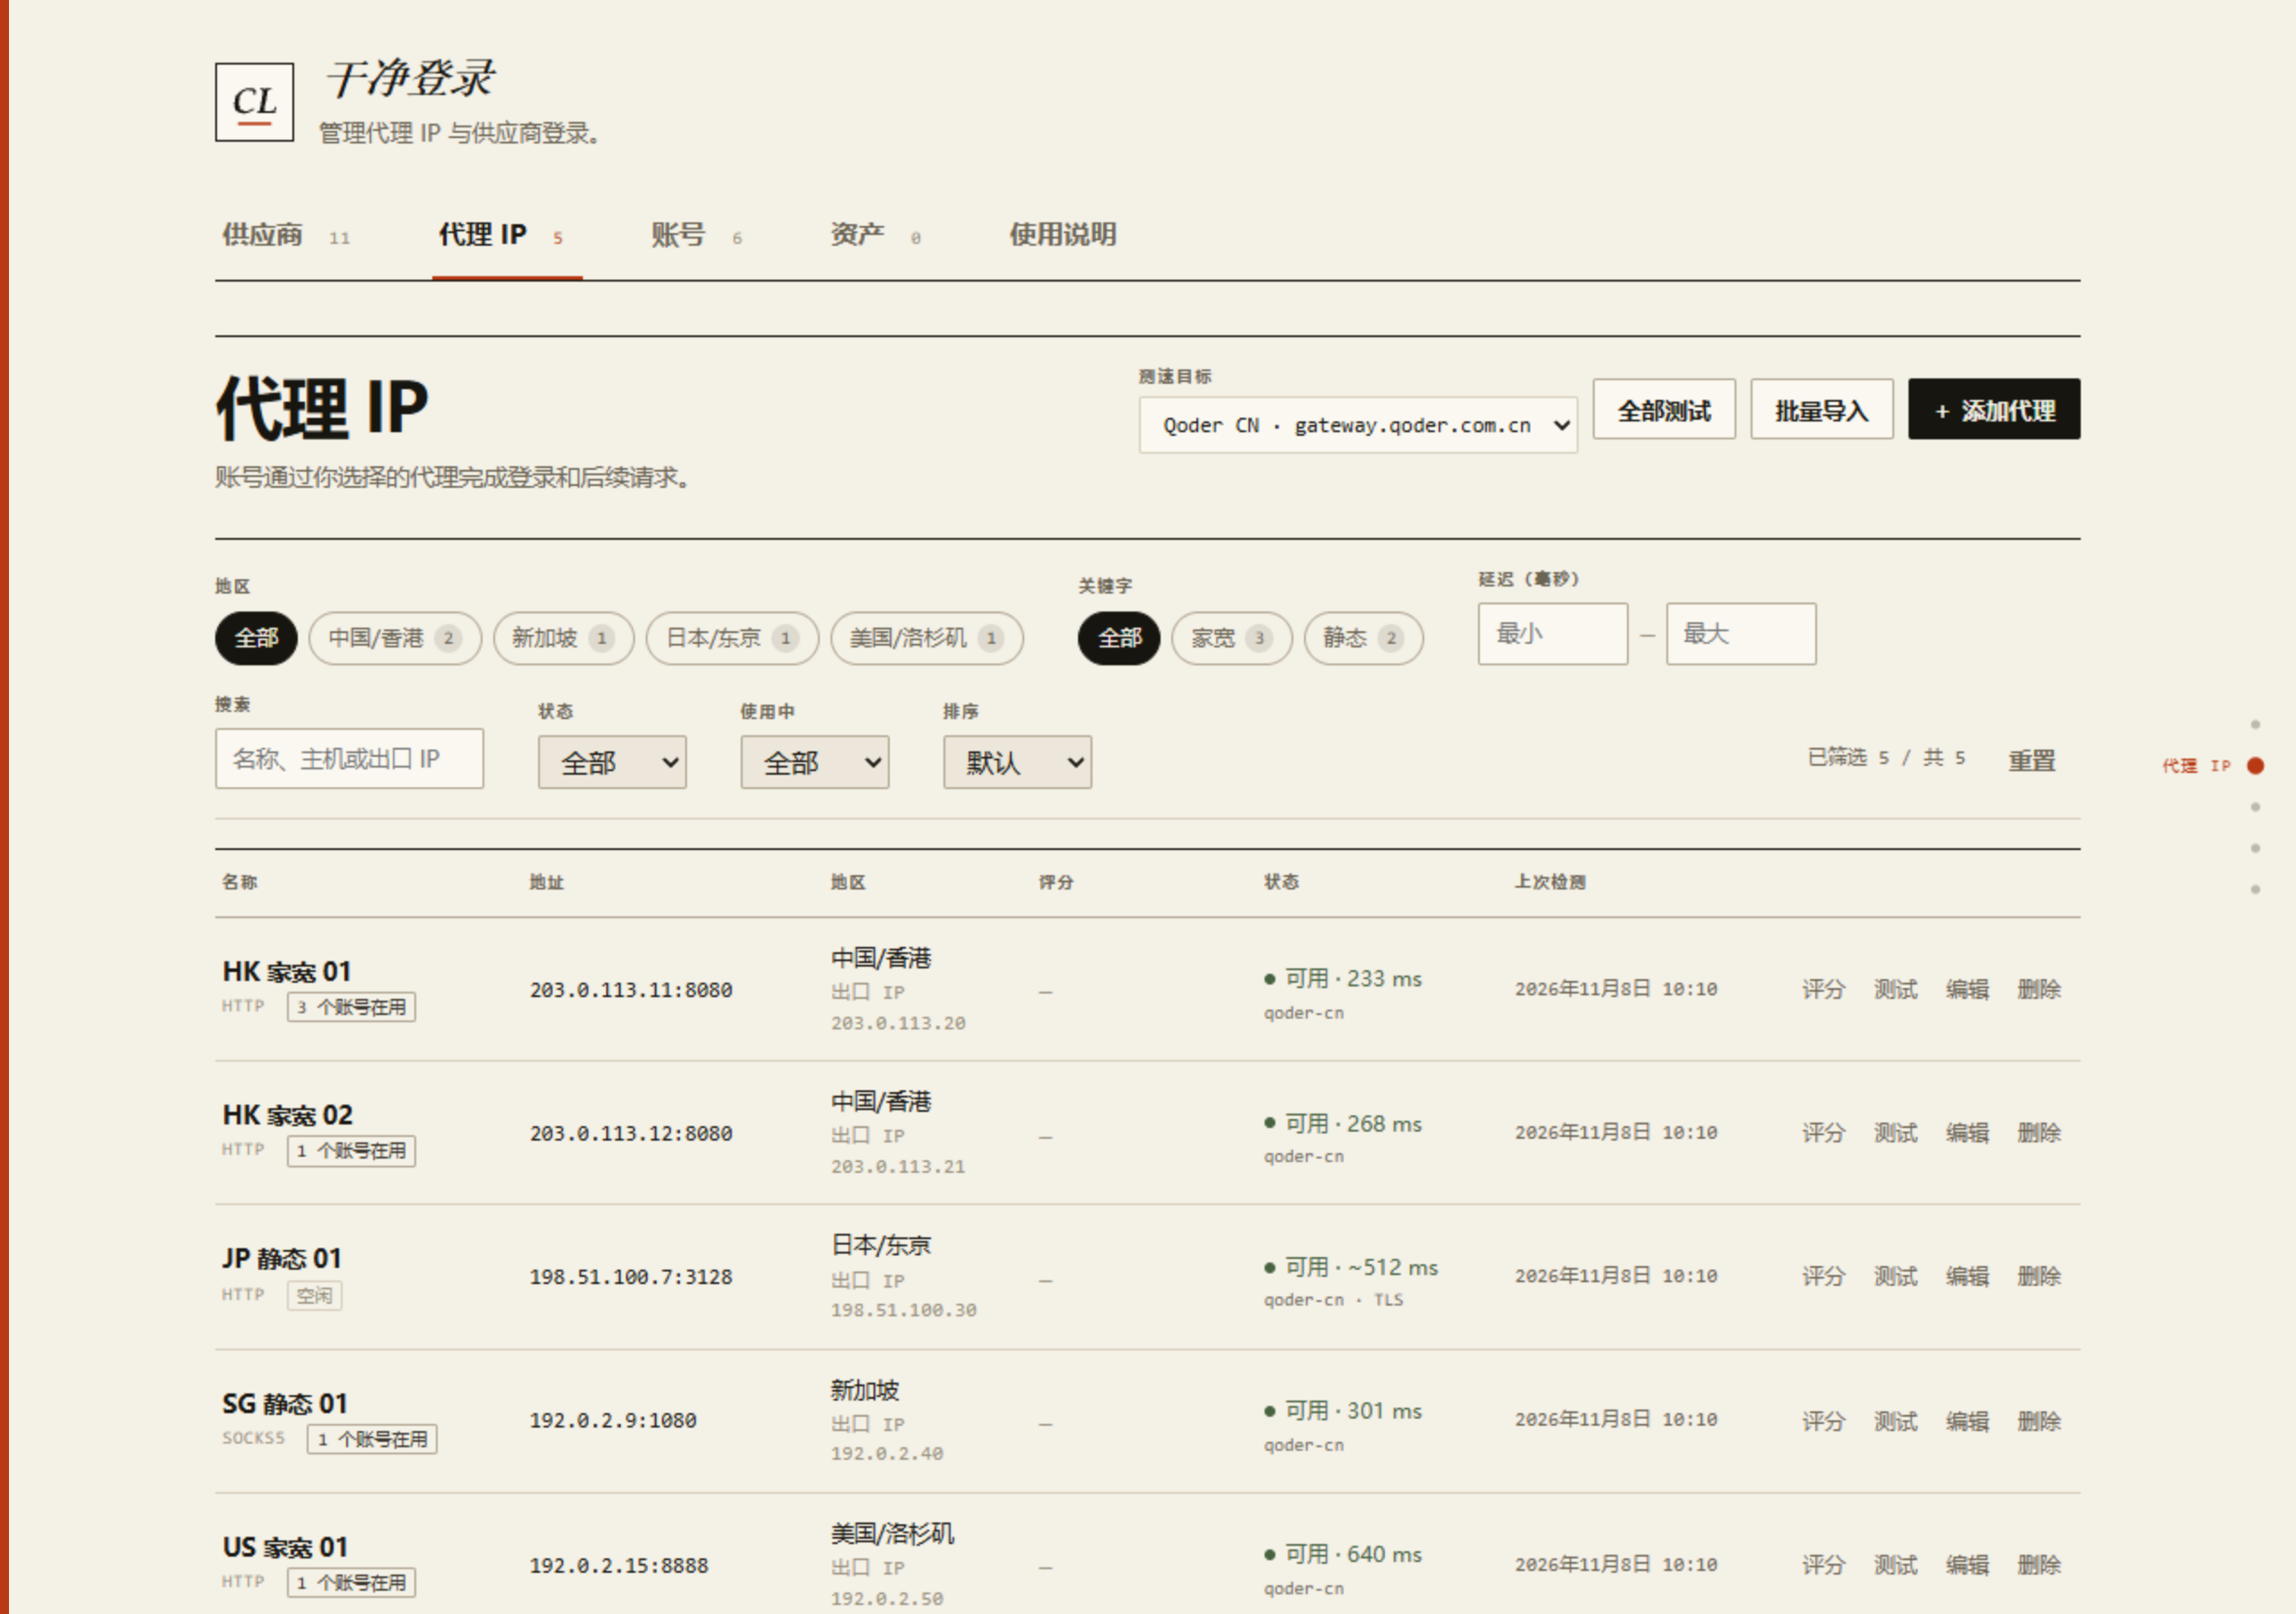 CL
干净登录
管理代理 IP 与供应商登录。
供应商 11 代理 IP 5 账号 6 资产 0 使用说明
代理 IP
账号通过你选择的代理完成登录和后续请求。
测速目标
Qoder CN · gateway.qoder.com.cn
全部测试 批量导入 + 添加代理
地区
全部 中国/香港 2 新加坡 1 日本/东京 1 美国/洛杉矶 1
关键字
全部 家宽 3 静态 2
延迟（毫秒）
最小 — 最大
搜索
名称、主机或出口 IP
状态
全部
使用中
全部
排序
默认
已筛选 5 / 共 5 重置
代理 IP
名称 地址 地区 评分 状态 上次检测
HK 家宽 01
HTTP 3 个账号在用
203.0.113.11:8080
中国/香港
出口 IP
203.0.113.20
—
可用 · 233 ms
qoder-cn
2026年11月8日 10:10
评分 测试 编辑 删除
HK 家宽 02
HTTP 1 个账号在用
203.0.113.12:8080
中国/香港
出口 IP
203.0.113.21
—
可用 · 268 ms
qoder-cn
2026年11月8日 10:10
评分 测试 编辑 删除
JP 静态 01
HTTP 空闲
198.51.100.7:3128
日本/东京
出口 IP
198.51.100.30
—
可用 · ~512 ms
qoder-cn · TLS
2026年11月8日 10:10
评分 测试 编辑 删除
SG 静态 01
SOCKS5 1 个账号在用
192.0.2.9:1080
新加坡
出口 IP
192.0.2.40
—
可用 · 301 ms
qoder-cn
2026年11月8日 10:10
评分 测试 编辑 删除
US 家宽 01
HTTP 1 个账号在用
192.0.2.15:8888
美国/洛杉矶
出口 IP
192.0.2.50
—
可用 · 640 ms
qoder-cn
2026年11月8日 10:10
评分 测试 编辑 删除